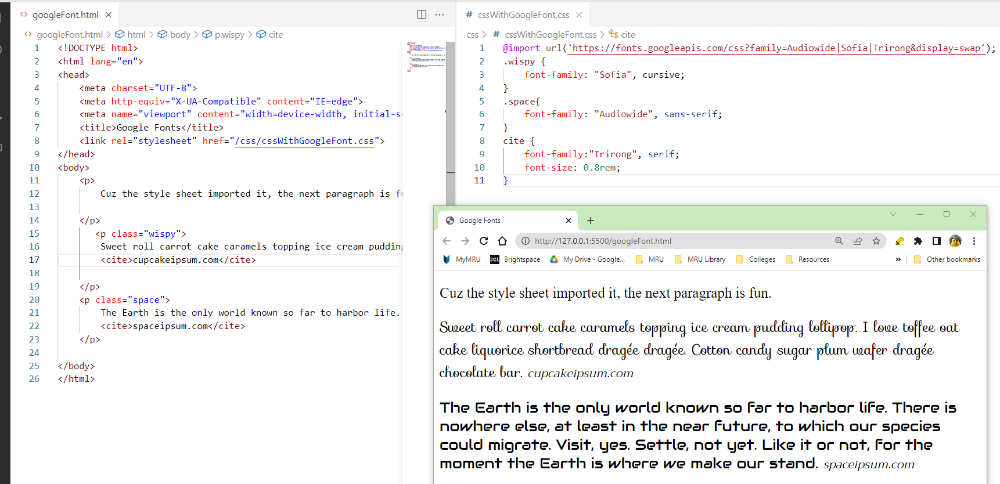 googleFont.html
googleFont.html > html > body > p.wispy > cite
1 <!DOCTYPE html>
2 <html lang="en">
3 <head>
4 <meta charset="UTF-8">
5 <meta http-equiv="X-UA-Compatible" content="IE=edge">
6 <meta name="viewport" content="width=device-width, initial-s
7 <title>Google Fonts</title>
8 <link rel="stylesheet" href="/css/cssWithGoogleFont.css">
9 </head>
10 <body>
11 <p>
12 Cuz the style sheet imported it, the next paragraph is fu
13
14 </p>
15 <p class="wispy">
16 Sweet roll carrot cake caramels topping ice cream pudding
17 <cite>cupcakeipsum.com</cite>
18
19 </p>
20 <p class="space">
21 The Earth is the only world known so far to harbor life.
22 <cite>spaceipsum.com</cite>
23 </p>
24
25 </body>
26 </html>
# cssWithGoogleFont.css
css > # cssWithGoogleFont.css > cite
1 @import url('https://fonts.googleapis.com/css?family=Audiowide|Sofia|Trirong&display=swap');
2 .wispy {
3 font-family: "Sofia", cursive;
4 }
5 .space{
6 font-family: "Audiowide", sans-serif;
7 }
8 cite {
9 font-family:"Trirong", serif;
10 font-size: 0.8rem;
11 }
Google Fonts
http://127.0.0.1:5500/googleFont.html
MyMRU D2L Brightspace My Drive - Google... MRU MRU Library Colleges Resources » Other bookmarks
Cuz the style sheet imported it, the next paragraph is fun.
Sweet roll carrot cake caramels topping ice cream pudding lollipop. I love toffee oat
cake liquorice shortbread dragée dragée. Cotton candy sugar plum wafer dragée
chocolate bar. cupcakeipsum.com
The Earth is the only world known so far to harbor life. There is
nowhere else, at least in the near future, to which our species
could migrate. Visit, yes. Settle, not yet. Like it or not, for the
moment the Earth is where we make our stand. spaceipsum.com